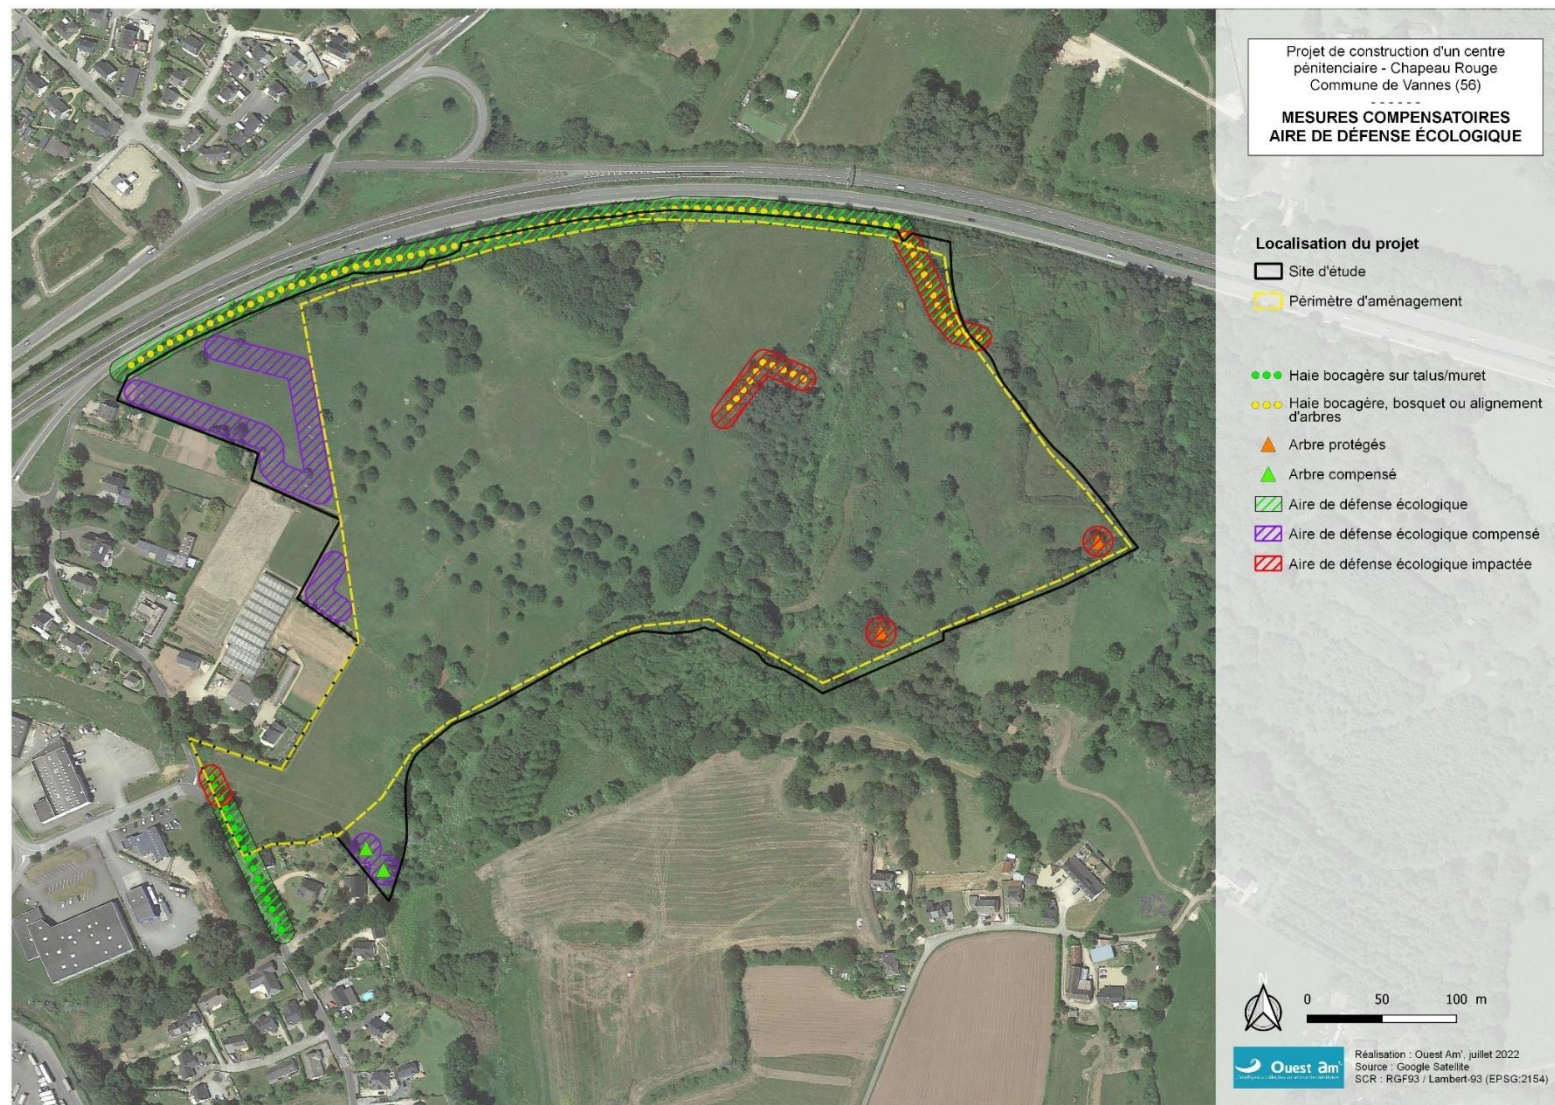 Projet de construction d'un centre
pénitenciaire - Chapeau Rouge
Commune de Vannes (56)
------
MESURES COMPENSATOIRES
AIRE DE DÉFENSE ÉCOLOGIQUE
Localisation du projet
Site d'étude
Périmètre d'aménagement
Haie bocagère sur talus/muret
Haie bocagère, bosquet ou alignement
d'arbres
Arbre protégés
Arbre compensé
Aire de défense écologique
Aire de défense écologique compensé
Aire de défense écologique impactée
N
0 50 100 m
Ouest am'
Réalisation : Ouest Am', juillet 2022
Source : Google Satellite
SCR : RGF93 / Lambert-93 (EPSG:2154)